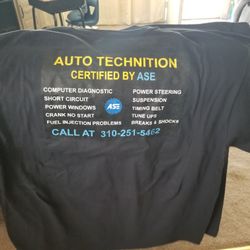 AUTO TECHNITION
CERTIFIED BY ASE
COMPUTER DIAGNOSTIC POWER STEERING
SHORT CIRCUIT SUSPENSION
POWER WINDOWS ASE TIMING BELT
CRANK NO START TUNE UPS
FUEL INJECTION PROBLEMS BREAKS & SHOCKS
CALL AT 310-251-5462